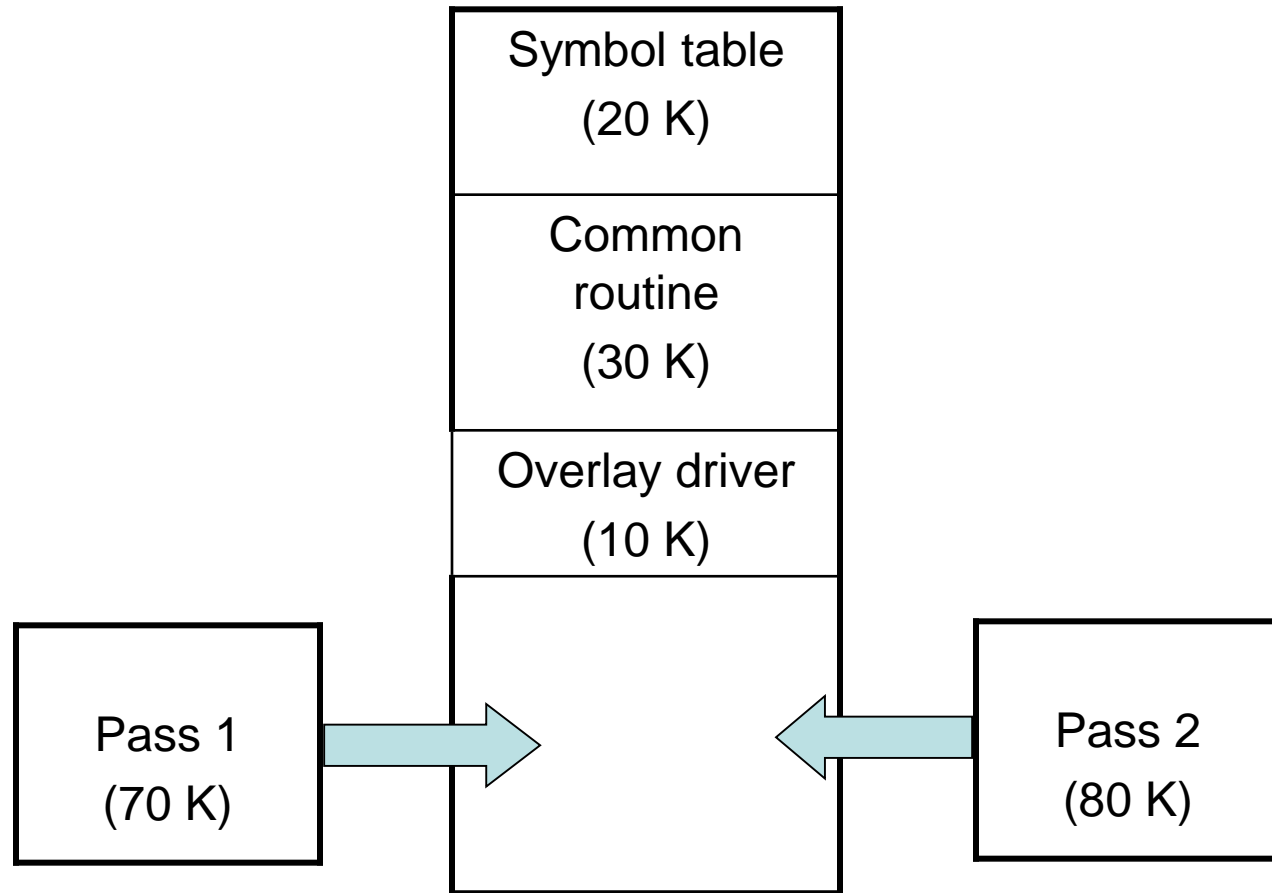 Symbol table
(20 K)
Common
routine
(30 K)
Overlay driver
(10 K)
Pass 1
(70 K)
Pass 2
(80 K)